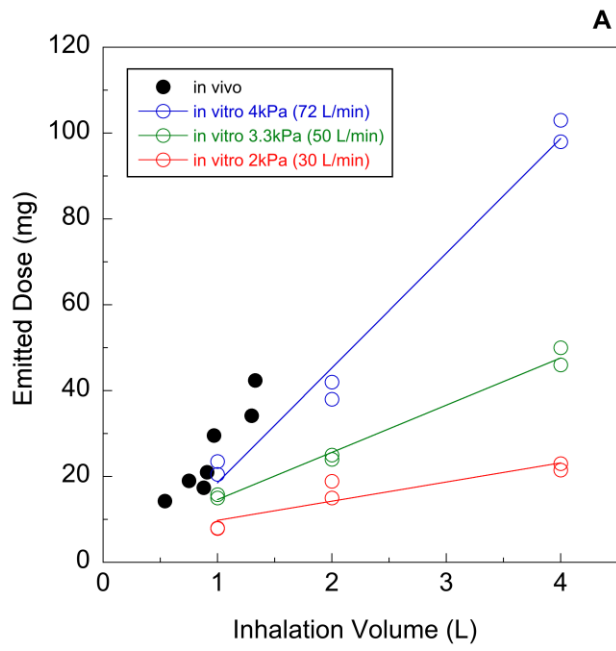 A
120
100
80
60
40
20
0
Emitted Dose (mg)
in vivo
in vitro 4kPa (72 L/min)
in vitro 3.3kPa (50 L/min)
in vitro 2kPa (30 L/min)
0 1 2 3 4
Inhalation Volume (L)